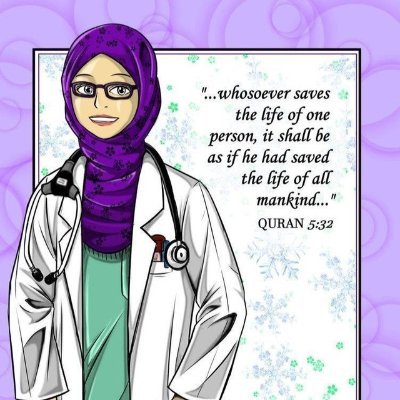 "...whosoever saves
the life of one
person, it shall be
as if he had saved
the life of all
mankind..."
QURAN 5:32